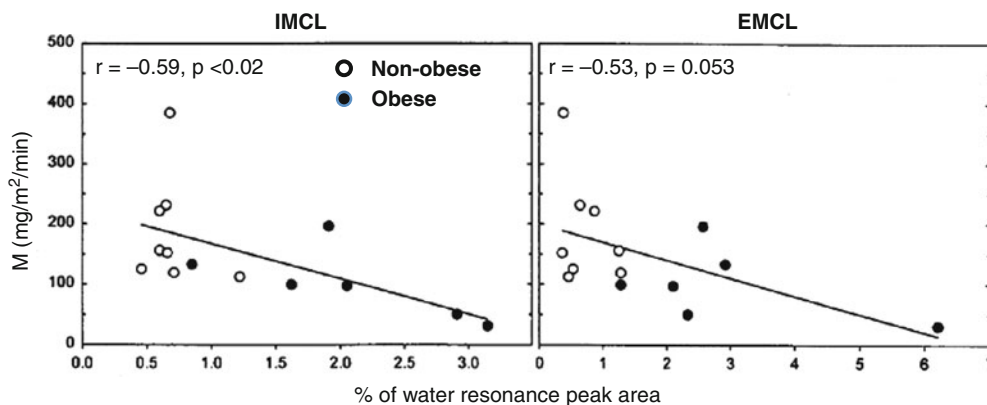 IMCL
EMCL
500
400
300
200
100
0
M (mg/m²/min)
r = –0.59, p <0.02
Non-obese
Obese
r = –0.53, p = 0.053
0.0 0.5 1.0 1.5 2.0 2.5 3.0
0 1 2 3 4 5 6 7
% of water resonance peak area